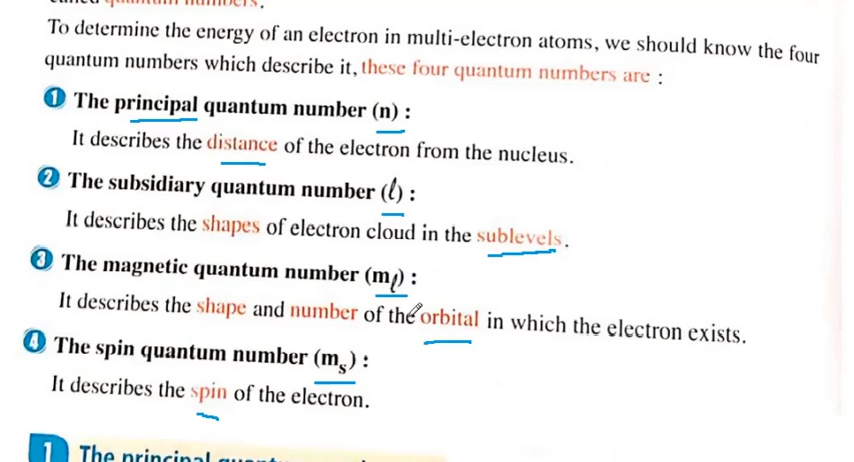 quantum numbers.
To determine the energy of an electron in multi-electron atoms, we should know the four
quantum numbers which describe it, these four quantum numbers are :
1 The principal quantum number (n) :
It describes the distance of the electron from the nucleus.
2 The subsidiary quantum number (l) :
It describes the shapes of electron cloud in the sublevels.
3 The magnetic quantum number (mℓ) :
It describes the shape and number of the orbital in which the electron exists.
4 The spin quantum number (ms) :
It describes the spin of the electron.
1 The principal